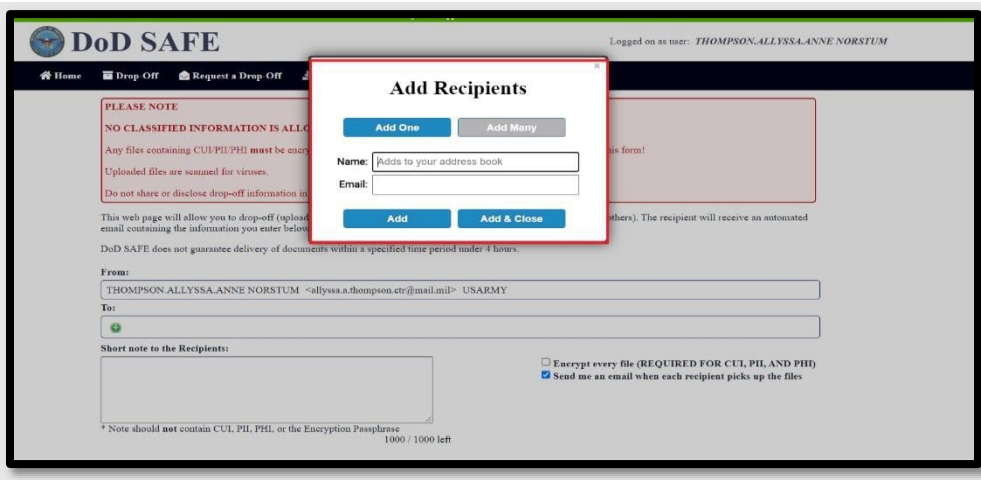 DoD SAFE
Logged on as user: THOMPSON.ALLYSSA.ANNE NORSTUM
Home Drop-Off Request a Drop-Off
Add Recipients
×
Add One Add Many
Name: Adds to your address book
Email:
Add Add & Close
PLEASE NOTE
NO CLASSIFIED INFORMATION IS
Any files containing CUI/PII/PHI must be this form!
Uploaded files are scanned for viruses.
Do not share or disclose drop-off information
This web page will allow you to drop-off others). The recipient will receive an automated
email containing the information you enter
DoD SAFE does not guarantee delivery of documents within a specified time period under 4 hours.
From:
THOMPSON.ALLYSSA.ANNE NORSTUM <allyssa.a.thompson.ctr@mail.mil> USARMY
To:
Short note to the Recipients:
Encrypt every file (REQUIRED FOR CUI, PII, AND PHI)
Send me an email when each recipient picks up the files
* Note should not contain CUI, PII, PHI, or the Encryption Passphrase
1000 / 1000 left